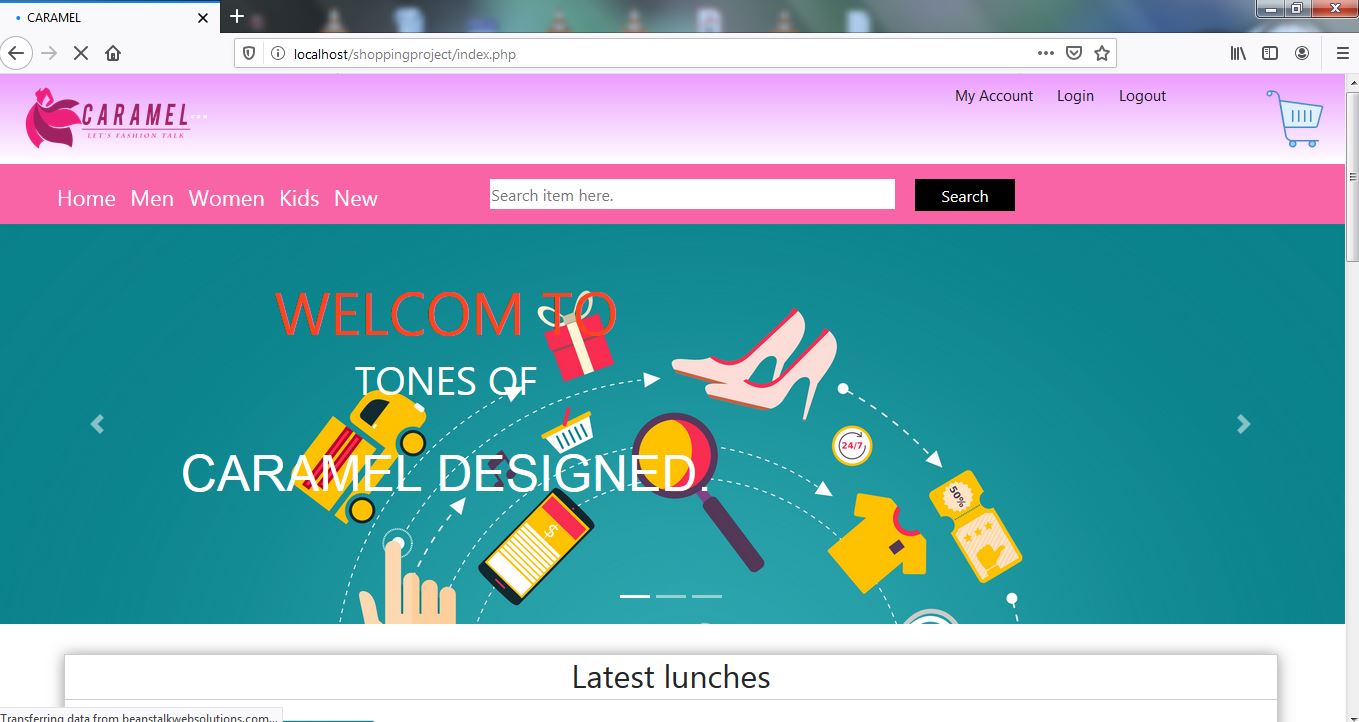 CARAMEL
localhost/shoppingproject/index.php
CARAMEL.COM
LET'S FASHION TALK
My Account Login Logout
Home Men Women Kids New
Search item here.
Search
WELCOM TO
TONES OF
CARAMEL DESIGNED.
24/7
50%
$
Latest lunches
Transferring data from beanstalkwebsolutions.com...